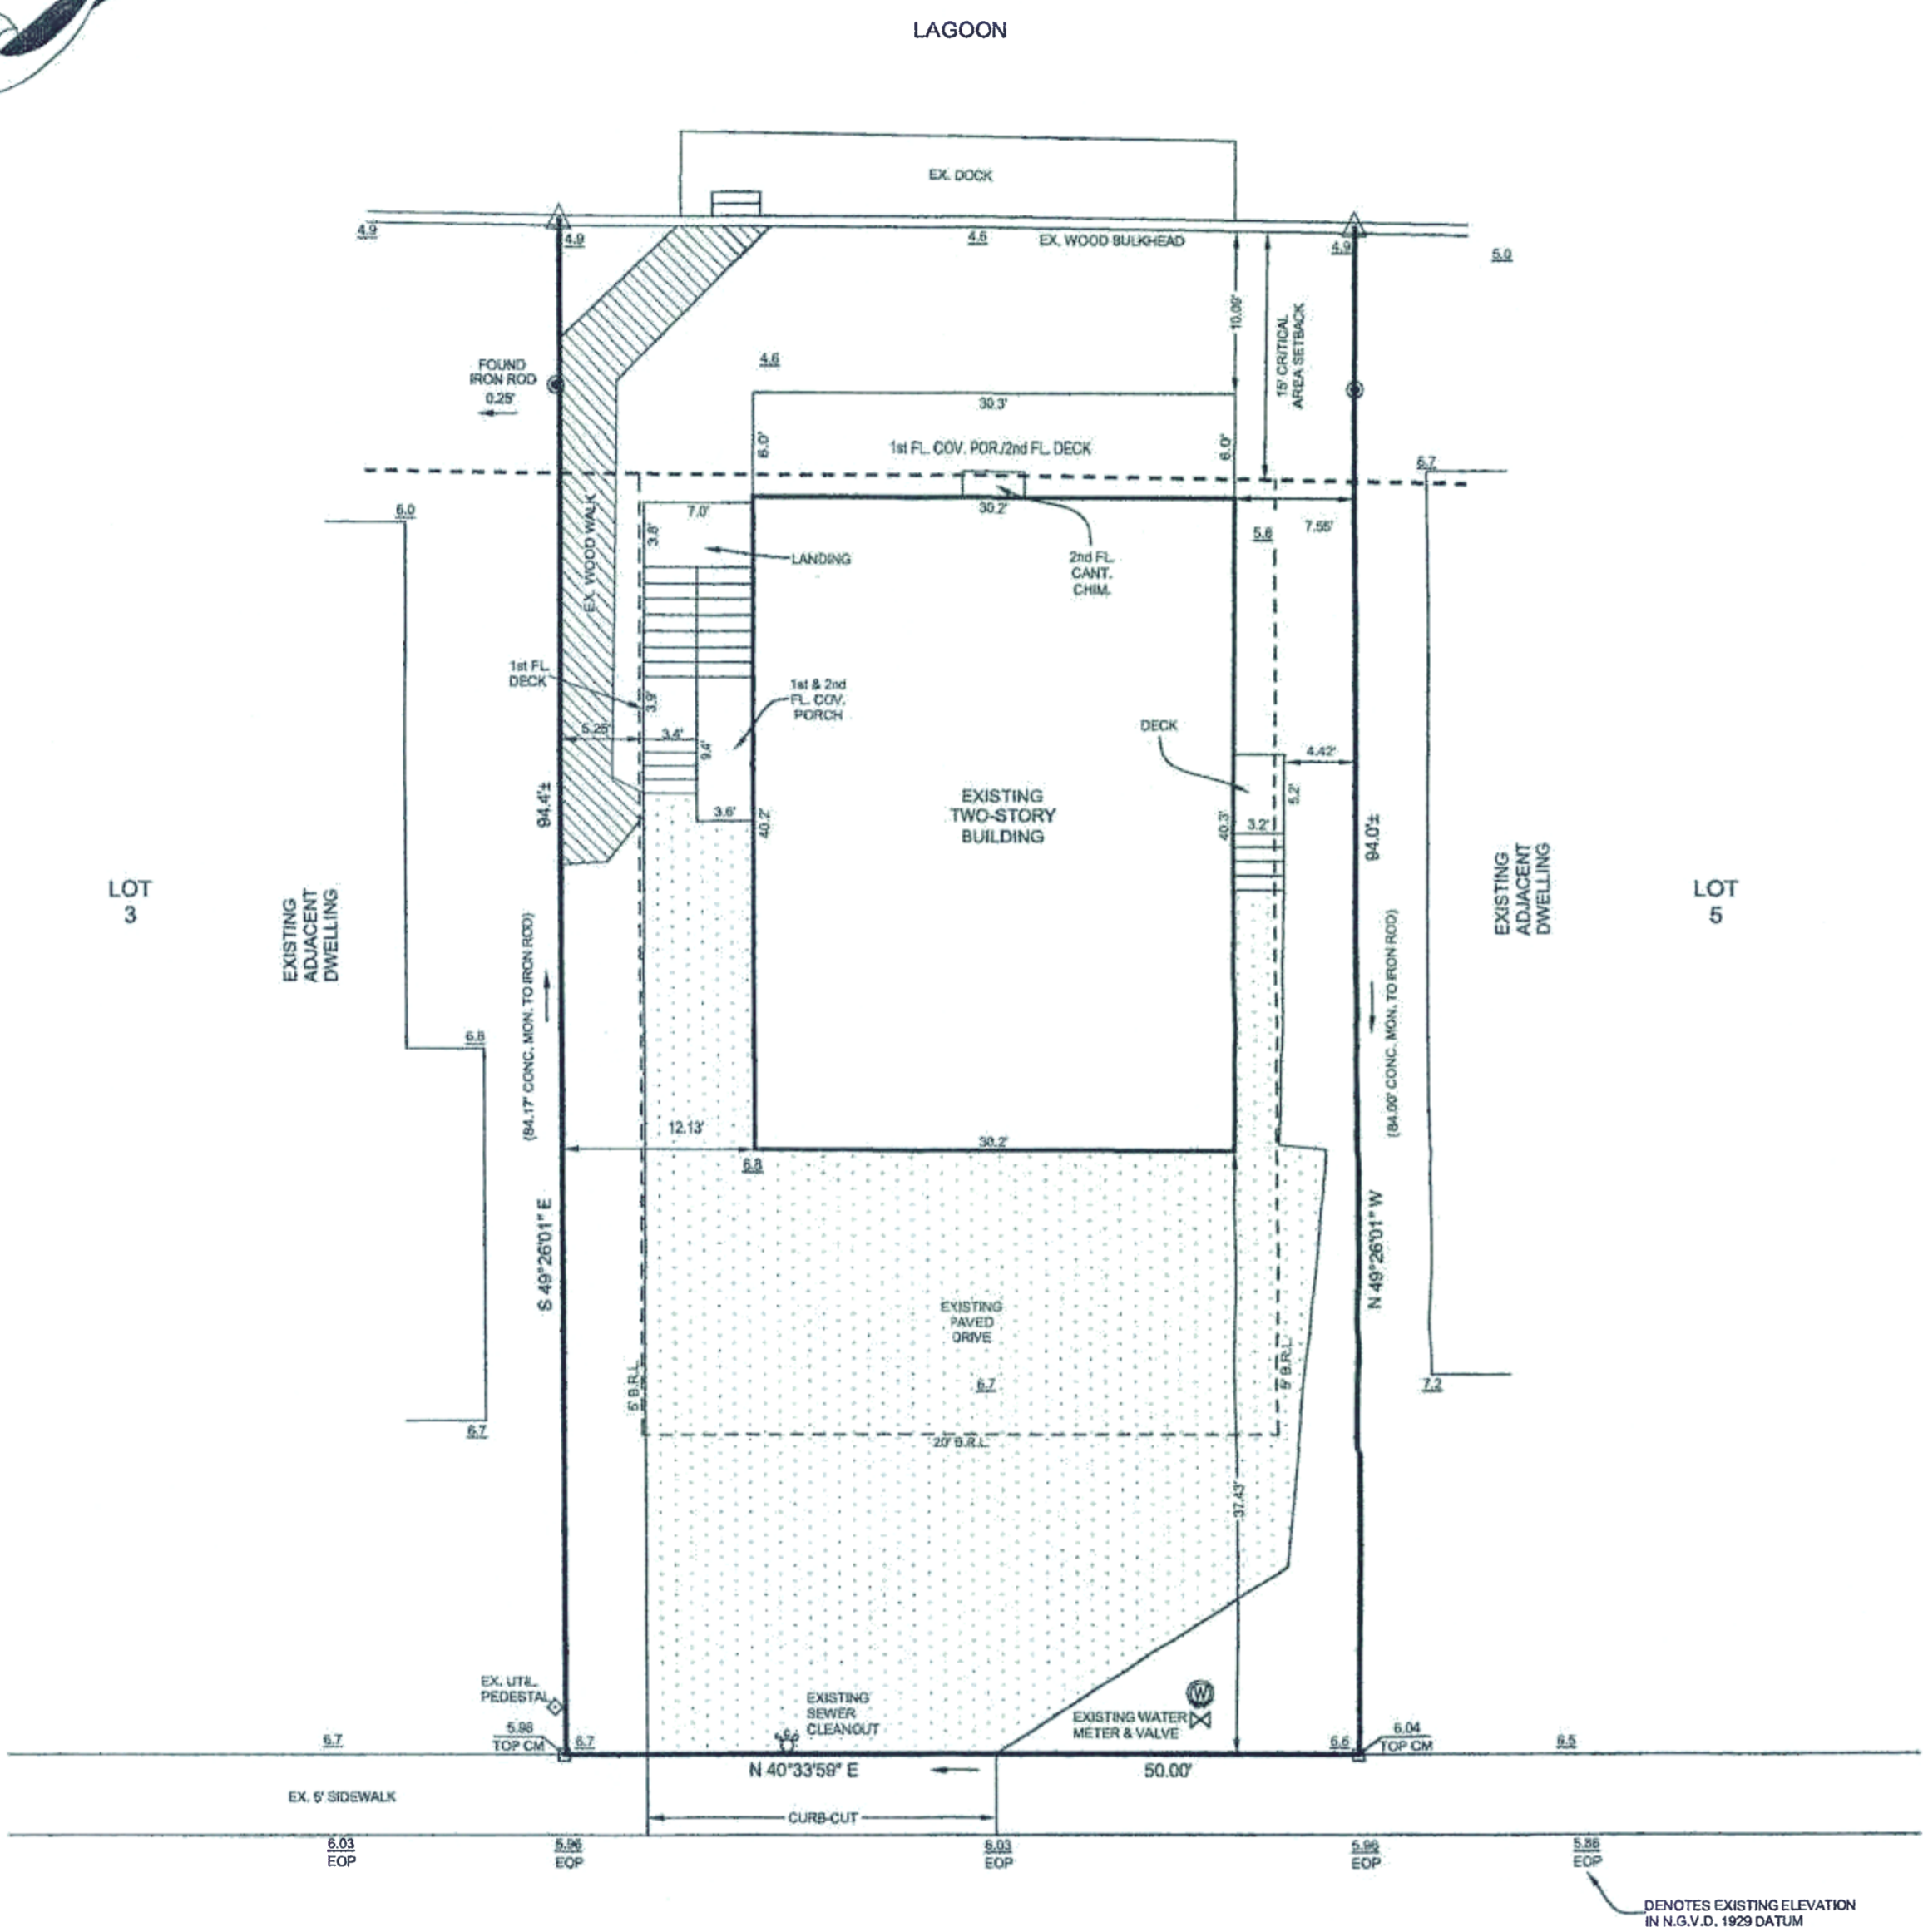 LAGOON
EX. DOCK
4.9
4.9
4.6
EX. WOOD BULKHEAD
4.9
5.0
10.09'
15' CRITICAL
AREA SETBACK
4.6
FOUND
IRON ROD
0.25'
30.3'
6.0'
1st FL. COV. POR./2nd FL. DECK
6.0'
6.7
6.0
EX. WOOD WALK
7.0'
3.8'
30.2'
7.55'
5.8
LANDING
2nd FL.
CANT.
CHIM.
1st FL.
DECK
3.9'
1st & 2nd
FL. COV.
PORCH
DECK
5.25'
3.4'
9.4'
4.42'
5.2'
3.6'
40.2'
EXISTING
TWO-STORY
BUILDING
40.3'
3.2'
94.4'±
94.0'±
LOT
3
EXISTING
ADJACENT
DWELLING
EXISTING
ADJACENT
DWELLING
LOT
5
(84.17' CONC. MON. TO IRON ROD)
(84.00' CONC. MON. TO IRON ROD)
6.8
12.13'
30.2'
6.8
S 49°26'01" E
N 49°26'01" W
EXISTING
PAVED
DRIVE
6.7
5' B.R.L.
5' B.R.L.
7.2
6.7
20' B.R.L.
37.43'
EX. UTIL.
PEDESTAL
EXISTING
SEWER
CLEANOUT
W
EXISTING WATER
METER & VALVE
6.7
5.98
TOP CM
6.7
6.6
6.04
TOP CM
6.5
N 40°33'59" E
50.00'
EX. 5' SIDEWALK
CURB-CUT
6.03
EOP
5.96
EOP
6.03
EOP
5.96
EOP
5.86
EOP
DENOTES EXISTING ELEVATION
IN N.G.V.D. 1929 DATUM